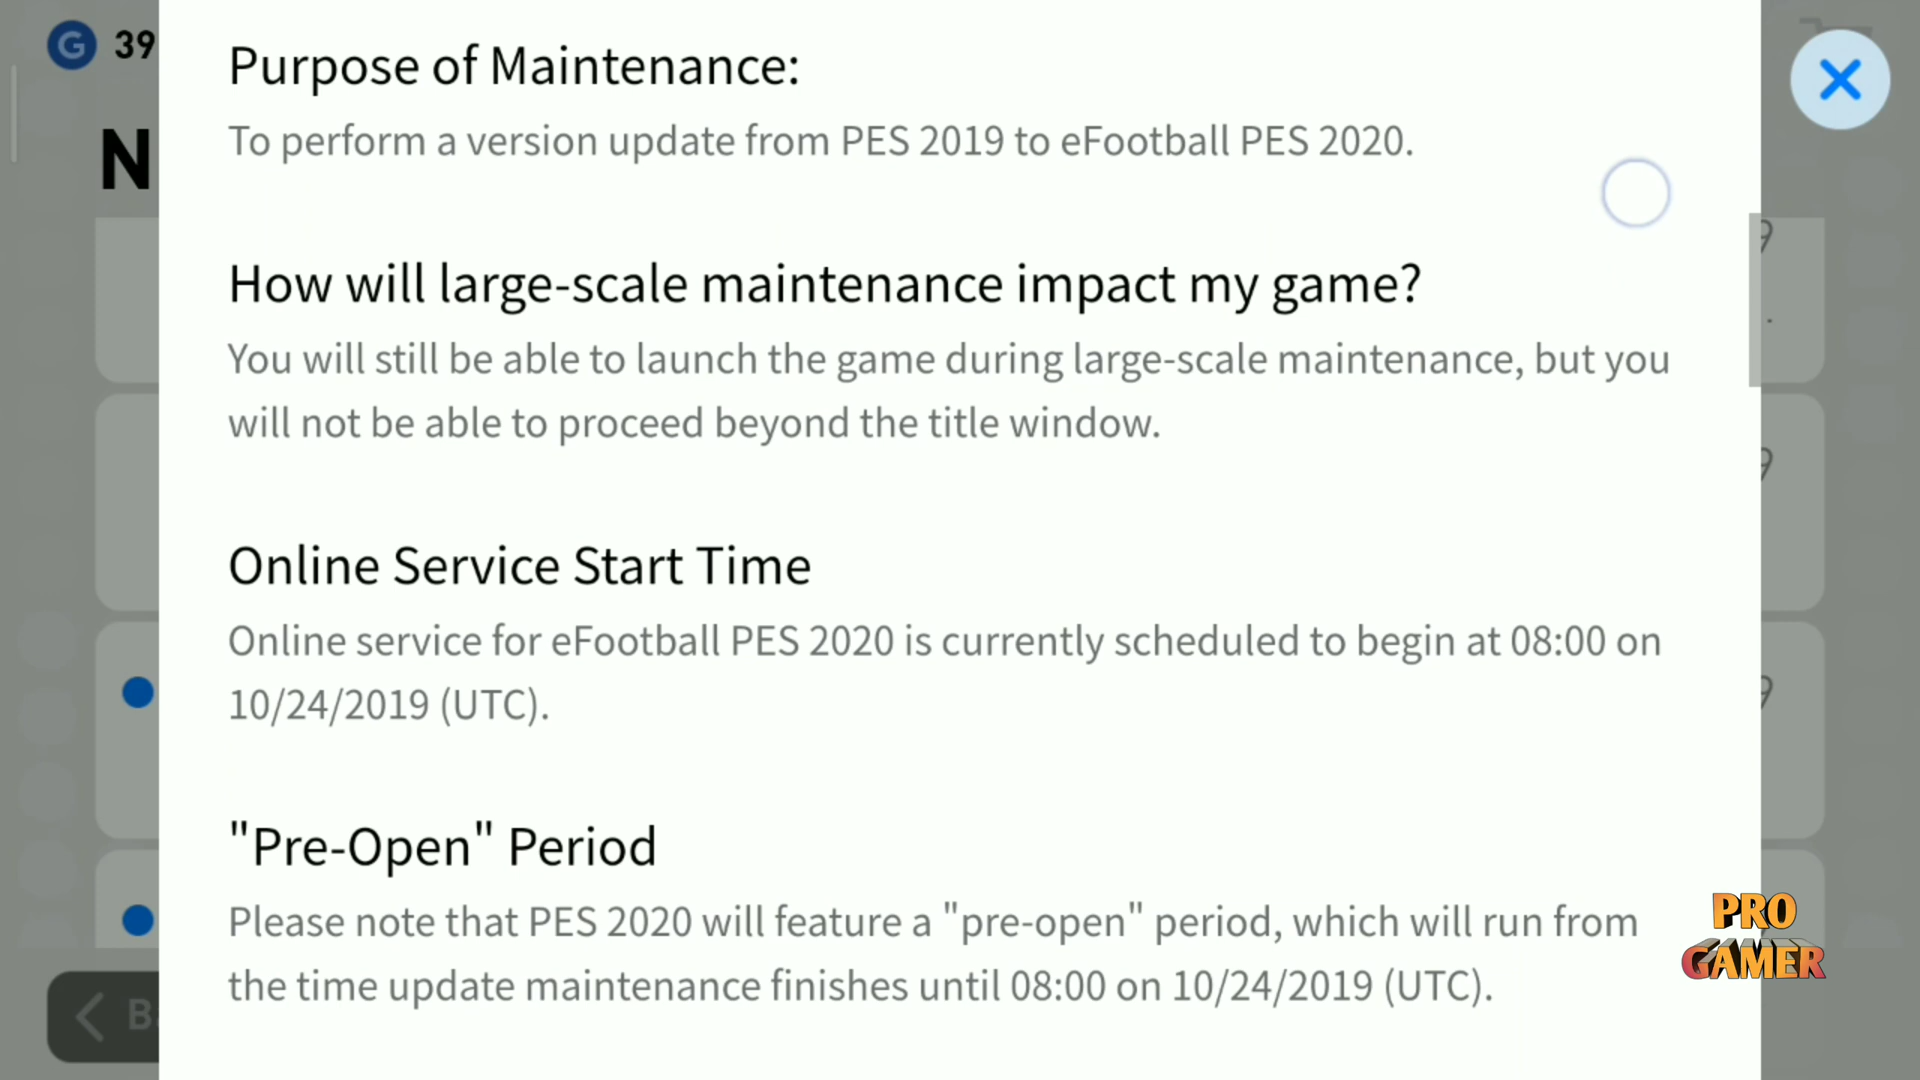 39
N
Purpose of Maintenance:
To perform a version update from PES 2019 to eFootball PES 2020.
How will large-scale maintenance impact my game?
You will still be able to launch the game during large-scale maintenance, but you
will not be able to proceed beyond the title window.
Online Service Start Time
Online service for eFootball PES 2020 is currently scheduled to begin at 08:00 on
10/24/2019 (UTC).
"Pre-Open" Period
Please note that PES 2020 will feature a "pre-open" period, which will run from
the time update maintenance finishes until 08:00 on 10/24/2019 (UTC).
PRO
GAMER